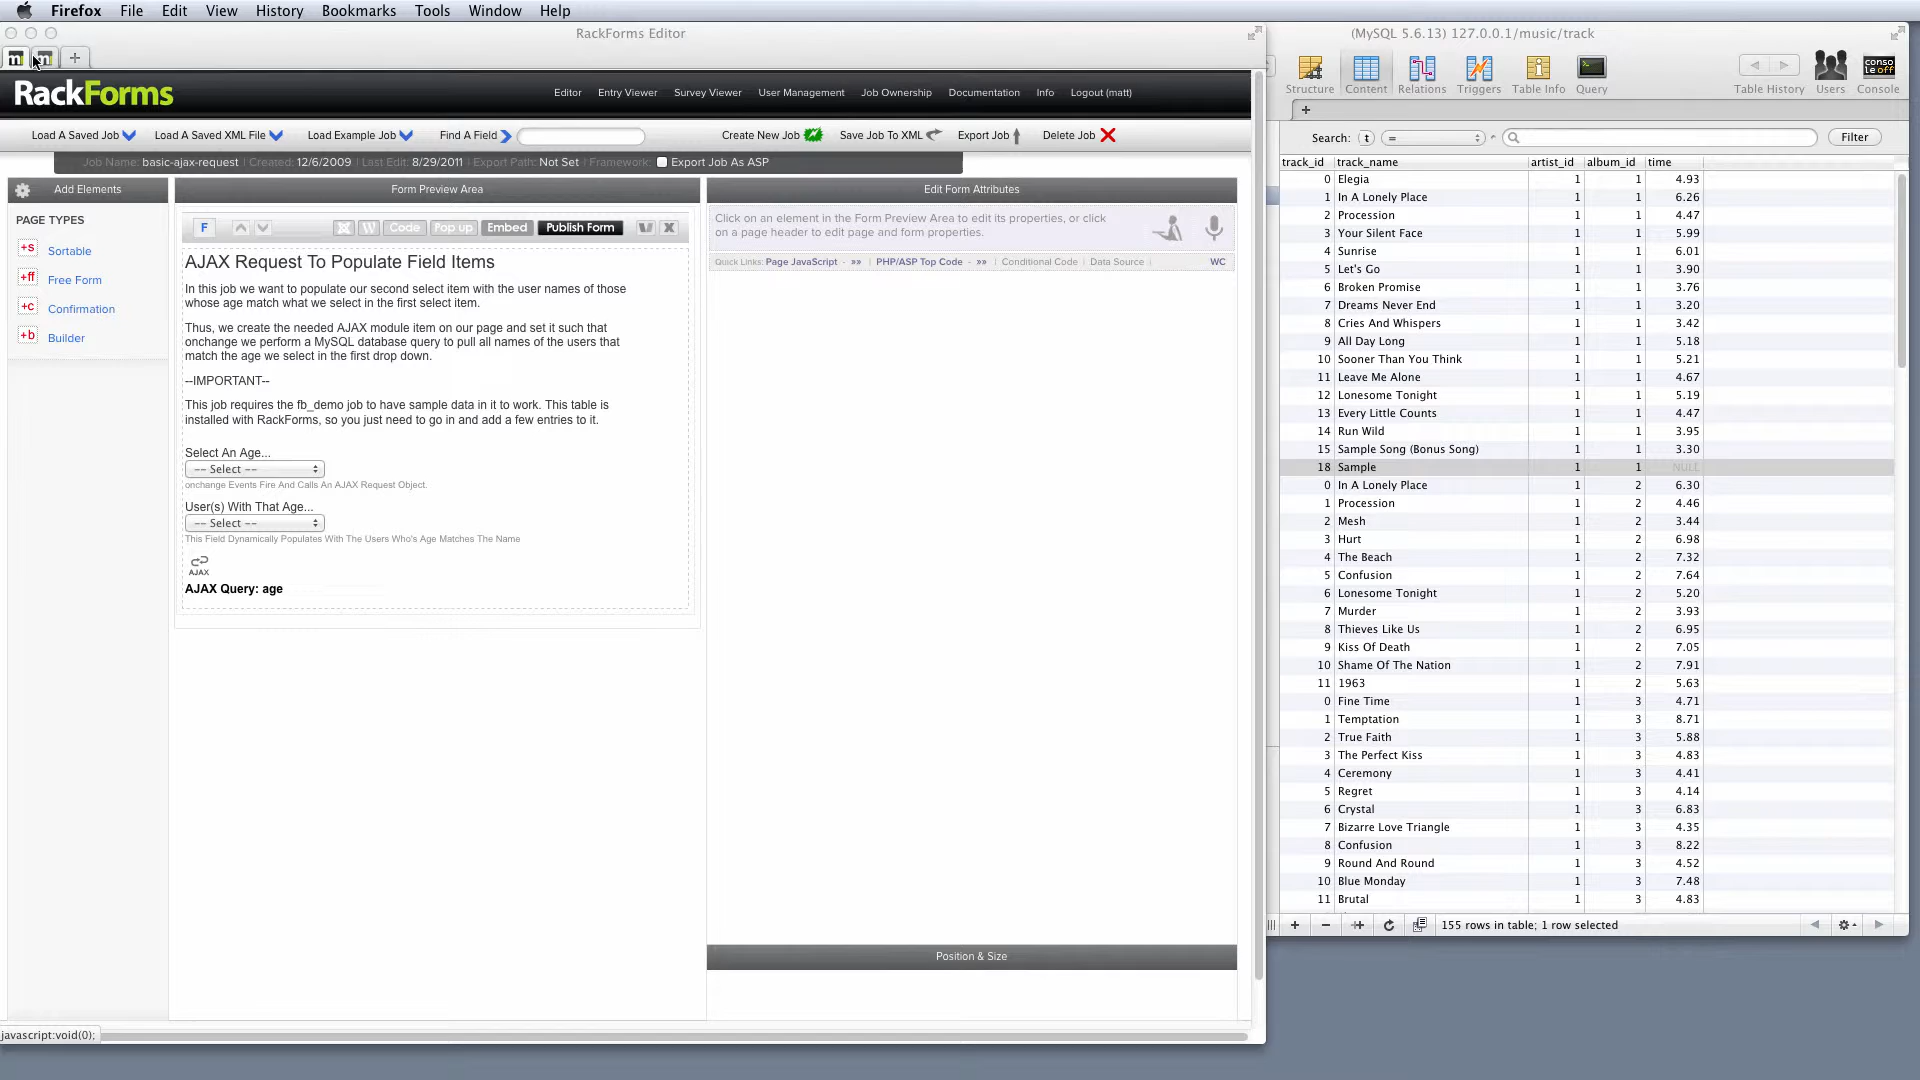 Firefox File Edit View History Bookmarks Tools Window Help
RackForms Editor
RackForms
Editor Entry Viewer Survey Viewer User Management Job Ownership Documentation Info Logout (matt)
Load A Saved Job Load A Saved XML File Load Example Job Find A Field Create New Job Save Job To XML Export Job Delete Job
Job Name: basic-ajax-request | Created: 12/6/2009 | Last Edit: 8/29/2011 | Export Path: Not Set | Framework: Export Job As ASP
Add Elements
PAGE TYPES
+s Sortable
+ff Free Form
+c Confirmation
+b Builder
Form Preview Area
F Code Pop up Embed Publish Form
AJAX Request To Populate Field Items
In this job we want to populate our second select item with the user names of those
whose age match what we select in the first select item.
Thus, we create the needed AJAX module item on our page and set it such that
onchange we perform a MySQL database query to pull all names of the users that
match the age we select in the first drop down.
--IMPORTANT--
This job requires the fb_demo job to have sample data in it to work. This table is
installed with RackForms, so you just need to go in and add a few entries to it.
Select An Age...
-- Select --
onchange Events Fire And Calls An AJAX Request Object.
User(s) With That Age...
-- Select --
This Field Dynamically Populates With The Users Who's Age Matches The Name
AJAX
AJAX Query: age
Edit Form Attributes
Click on an element in the Form Preview Area to edit its properties, or click
on a page header to edit page and form properties.
Quick Links: Page JavaScript - »» | PHP/ASP Top Code - »» | Conditional Code | Data Source | WC
Position & Size
javascript:void(0);
(MySQL 5.6.13) 127.0.0.1/music/track
Structure Content Relations Triggers Table Info Query Table History Users Console
conso
le off
Search: t = Filter
track_id track_name artist_id album_id time
0 Elegia 1 1 4.93
1 In A Lonely Place 1 1 6.26
2 Procession 1 1 4.47
3 Your Silent Face 1 1 5.99
4 Sunrise 1 1 6.01
5 Let's Go 1 1 3.90
6 Broken Promise 1 1 3.76
7 Dreams Never End 1 1 3.20
8 Cries And Whispers 1 1 3.42
9 All Day Long 1 1 5.18
10 Sooner Than You Think 1 1 5.21
11 Leave Me Alone 1 1 4.67
12 Lonesome Tonight 1 1 5.19
13 Every Little Counts 1 1 4.47
14 Run Wild 1 1 3.95
15 Sample Song (Bonus Song) 1 1 3.30
18 Sample 1 1 NULL
0 In A Lonely Place 1 2 6.30
1 Procession 1 2 4.46
2 Mesh 1 2 3.44
3 Hurt 1 2 6.98
4 The Beach 1 2 7.32
5 Confusion 1 2 7.64
6 Lonesome Tonight 1 2 5.20
7 Murder 1 2 3.93
8 Thieves Like Us 1 2 6.95
9 Kiss Of Death 1 2 7.05
10 Shame Of The Nation 1 2 7.91
11 1963 1 2 5.63
0 Fine Time 1 3 4.71
1 Temptation 1 3 8.71
2 True Faith 1 3 5.88
3 The Perfect Kiss 1 3 4.83
4 Ceremony 1 3 4.41
5 Regret 1 3 4.14
6 Crystal 1 3 6.83
7 Bizarre Love Triangle 1 3 4.35
8 Confusion 1 3 8.22
9 Round And Round 1 3 4.52
10 Blue Monday 1 3 7.48
11 Brutal 1 3 4.83
155 rows in table; 1 row selected